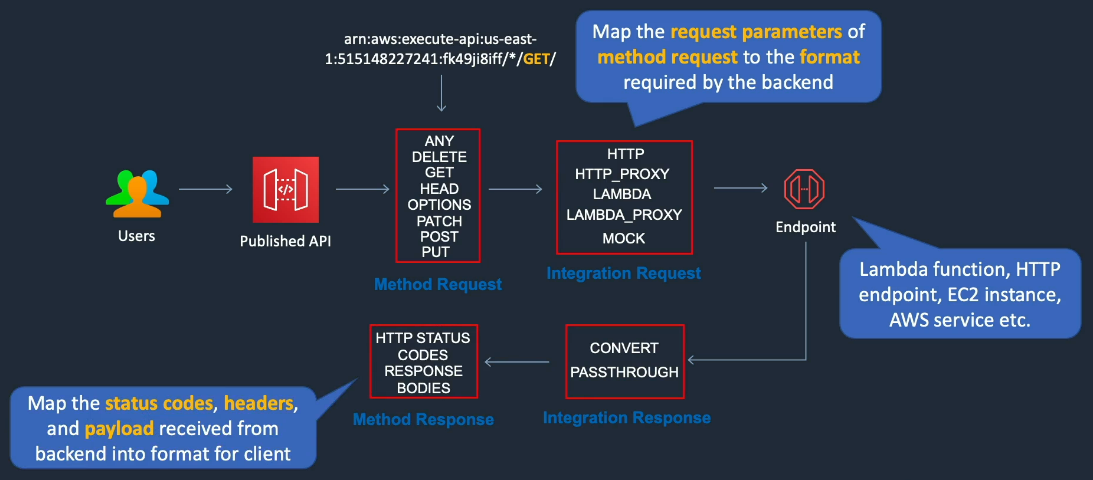 arn:aws:execute-api:us-east-
1:515148227241:fk49ji8iff/*/GET/
Map the request parameters of
method request to the format
required by the backend
Users
Published API
ANY
DELETE
GET
HEAD
OPTIONS
PATCH
POST
PUT
Method Request
HTTP
HTTP_PROXY
LAMBDA
LAMBDA_PROXY
MOCK
Integration Request
Endpoint
Lambda function, HTTP
endpoint, EC2 instance,
AWS service etc.
CONVERT
PASSTHROUGH
Integration Response
HTTP STATUS
CODES
RESPONSE
BODIES
Method Response
Map the status codes, headers,
and payload received from
backend into format for client